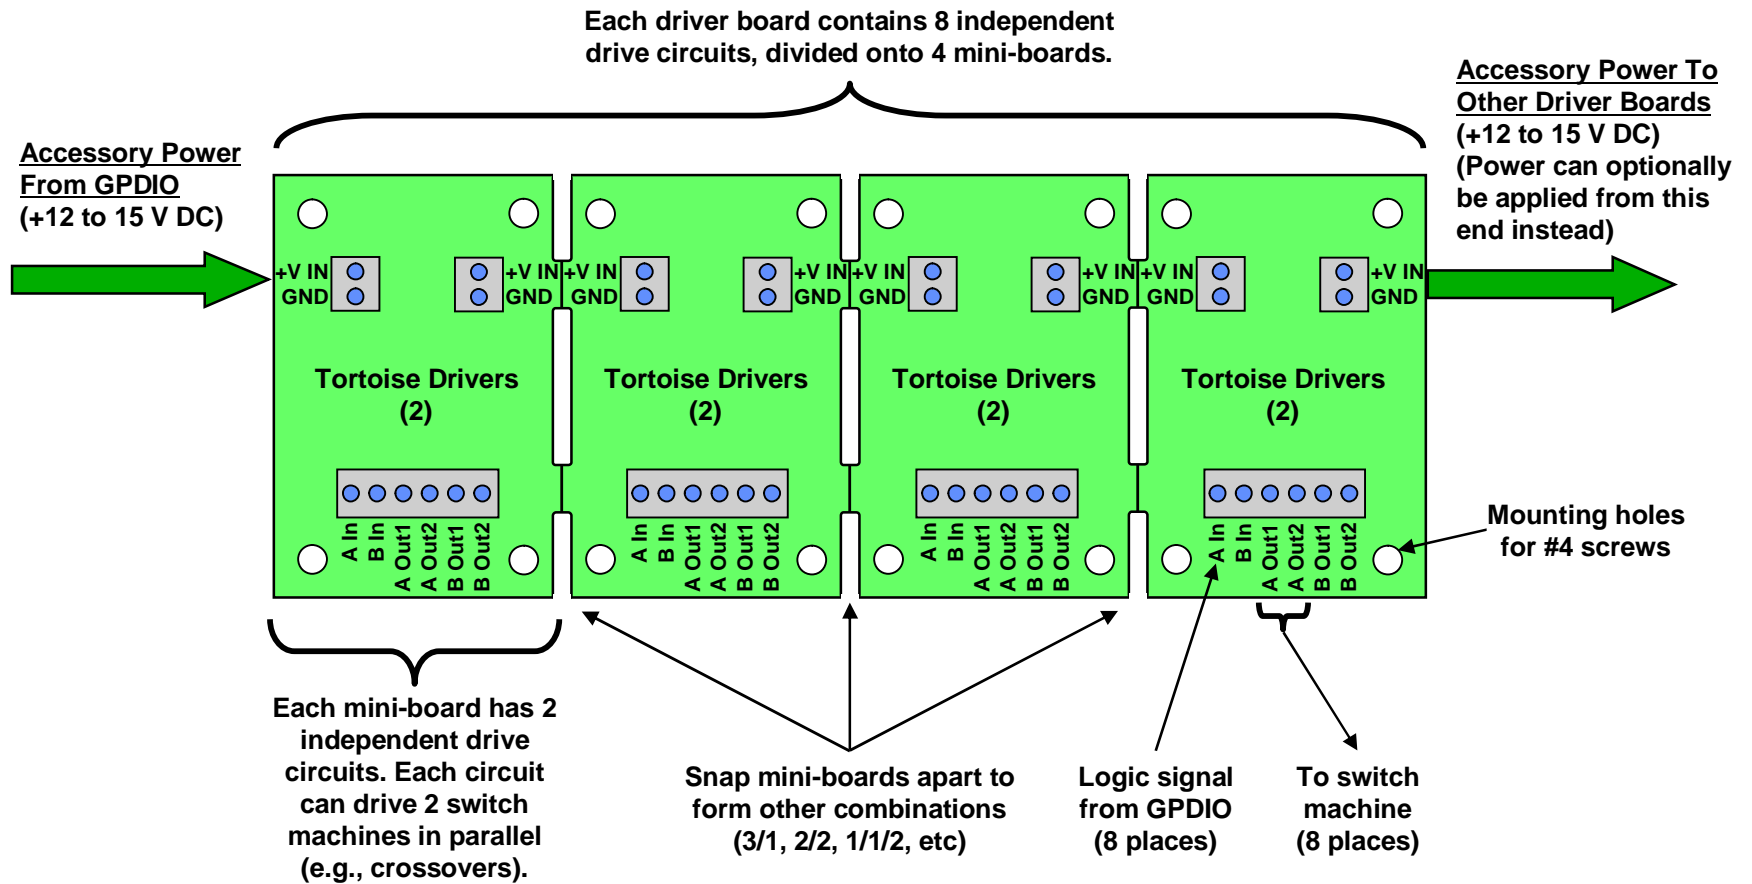 Each driver board contains 8 independent
drive circuits, divided onto 4 mini-boards.
Accessory Power
From GPDIO
(+12 to 15 V DC)
Accessory Power To
Other Driver Boards
(+12 to 15 V DC)
(Power can optionally
be applied from this
end instead)
+V IN
GND
+V IN
GND
+V IN
GND
+V IN
GND
+V IN
GND
+V IN
GND
+V IN
GND
+V IN
GND
Tortoise Drivers
(2)
Tortoise Drivers
(2)
Tortoise Drivers
(2)
Tortoise Drivers
(2)
A In
B In
A Out1
A Out2
B Out1
B Out2
A In
B In
A Out1
A Out2
B Out1
B Out2
A In
B In
A Out1
A Out2
B Out1
B Out2
A In
B In
A Out1
A Out2
B Out1
B Out2
Mounting holes
for #4 screws
Each mini-board has 2
independent drive
circuits. Each circuit
can drive 2 switch
machines in parallel
(e.g., crossovers).
Snap mini-boards apart to
form other combinations
(3/1, 2/2, 1/1/2, etc)
Logic signal
from GPDIO
(8 places)
To switch
machine
(8 places)